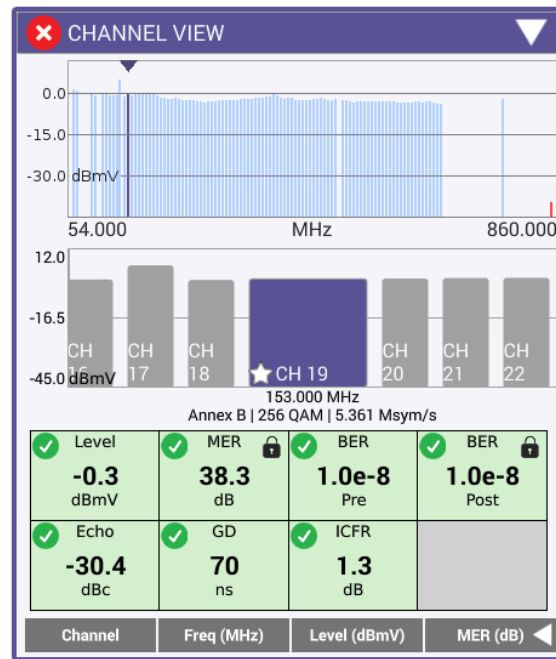 CHANNEL VIEW
0.0
-15.0
-30.0 dBmV
54.000 MHz 860.000
12.0
-16.5
-45.0 dBmV
CH 16
CH 17
CH 18
CH 19
CH 20
CH 21
CH 22
153.000 MHz
Annex B | 256 QAM | 5.361 Msym/s
Level MER BER BER
-0.3 38.3 1.0e-8 1.0e-8
dBmV dB Pre Post
Echo GD ICFR
-30.4 70 1.3
dBc ns dB
Channel Freq (MHz) Level (dBmV) MER (dB)